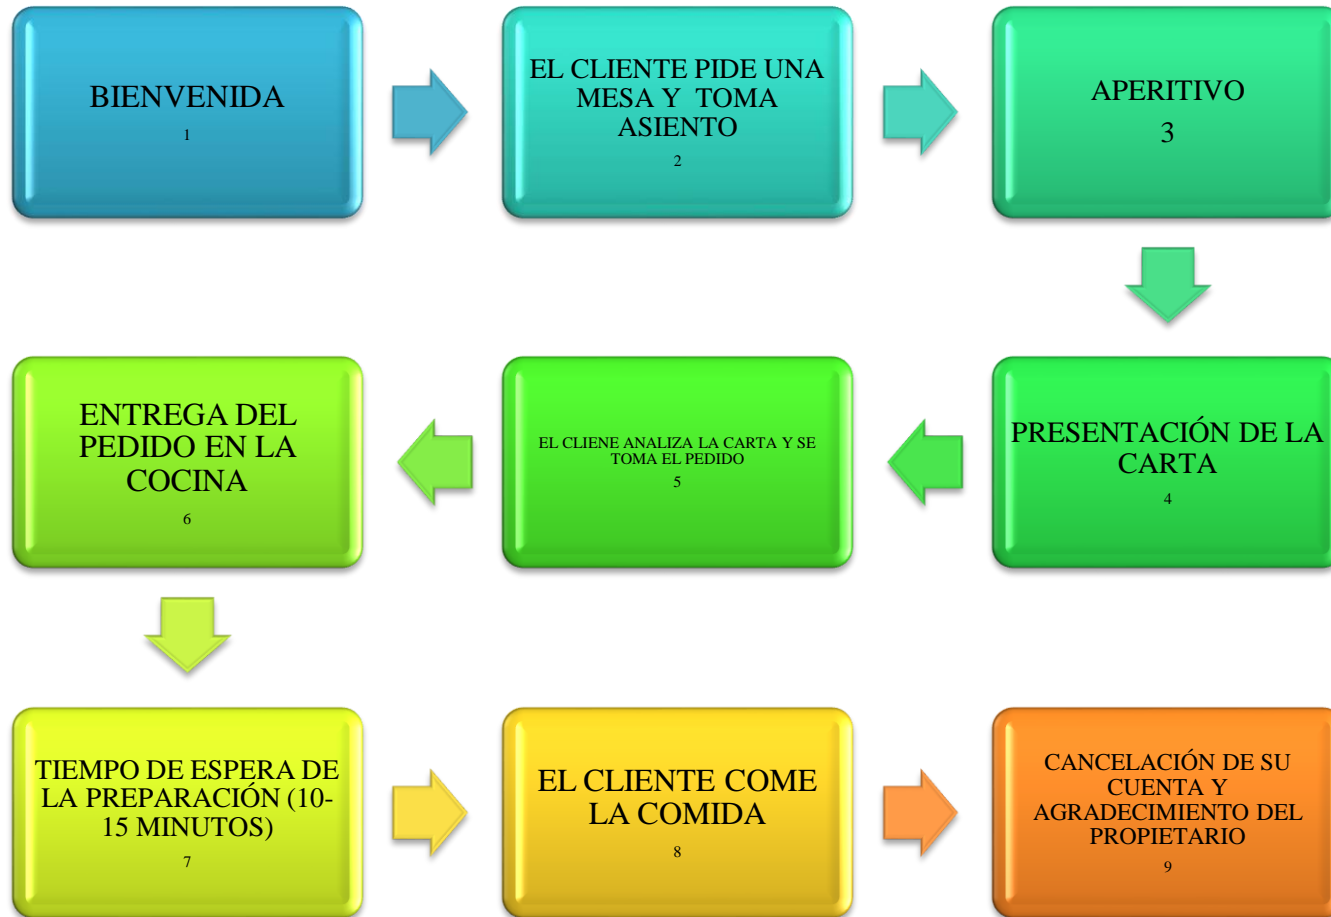 BIENVENIDA
1
EL CLIENTE PIDE UNA
MESA Y TOMA
ASIENTO
2
APERITIVO
3
PRESENTACIÓN DE LA
CARTA
4
EL CLIENE ANALIZA LA CARTA Y SE
TOMA EL PEDIDO
5
ENTREGA DEL
PEDIDO EN LA
COCINA
6
TIEMPO DE ESPERA DE
LA PREPARACIÓN (10-
15 MINUTOS)
7
EL CLIENTE COME
LA COMIDA
8
CANCELACIÓN DE SU
CUENTA Y
AGRADECIMIENTO DEL
PROPIETARIO
9